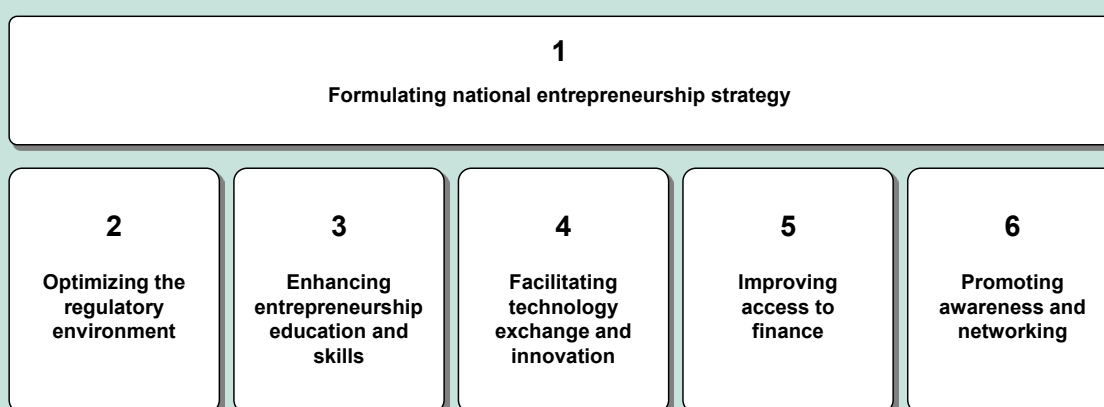 1
Formulating national entrepreneurship strategy
2
Optimizing the
regulatory
environment
3
Enhancing
entrepreneurship
education and
skills
4
Facilitating
technology
exchange and
innovation
5
Improving
access to
finance
6
Promoting
awareness and
networking